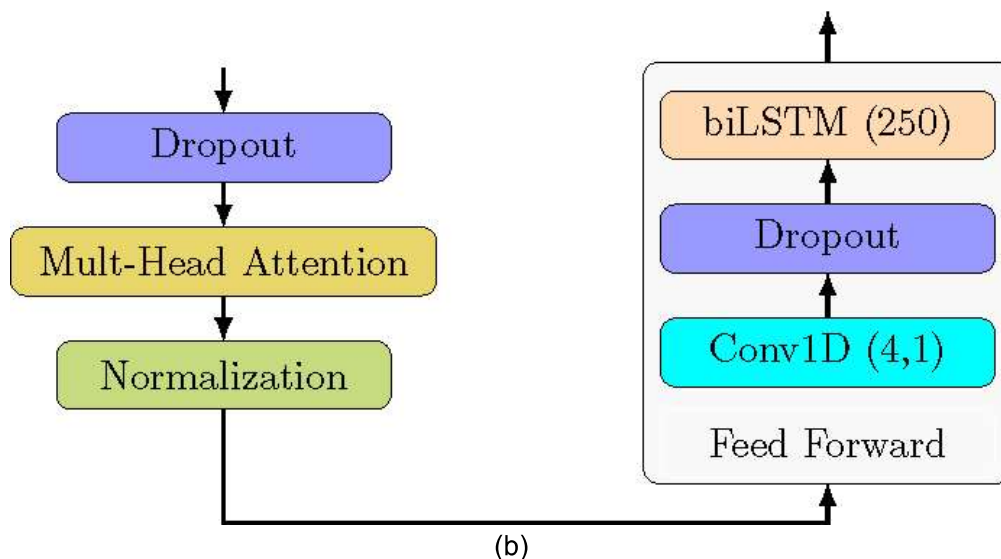 Dropout
Mult-Head Attention
Normalization
biLSTM (250)
Dropout
Conv1D (4,1)
Feed Forward
(b)